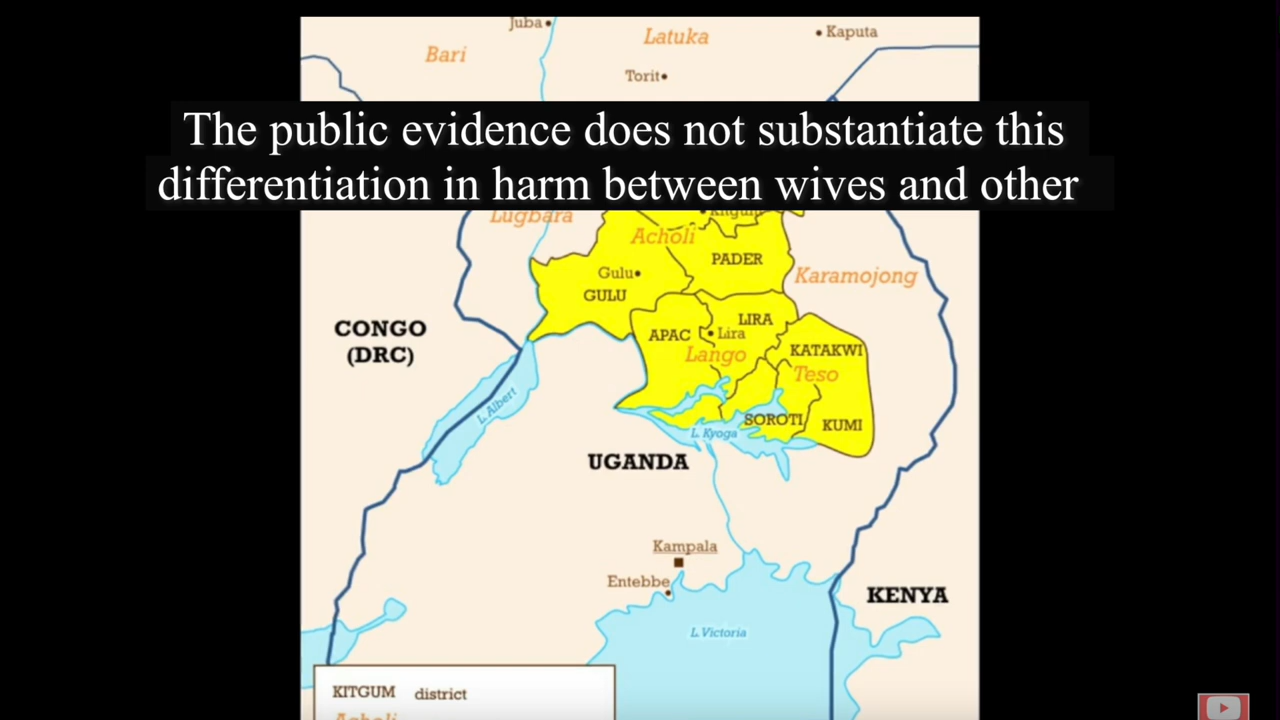 Juba
Kaputa
Latuka
Bari
Torit
The public evidence does not substantiate this
differentiation in harm between wives and other
Lugbara
Acholi
PADER
Gulu
Karamojong
GULU
LIRA
CONGO
(DRC)
APAC
Lira
KATAKWI
Lango
Teso
L. Albert
SOROTI
KUMI
L. Kyoga
UGANDA
Kampala
Entebbe
KENYA
L. Victoria
KITGUM district
Acholi